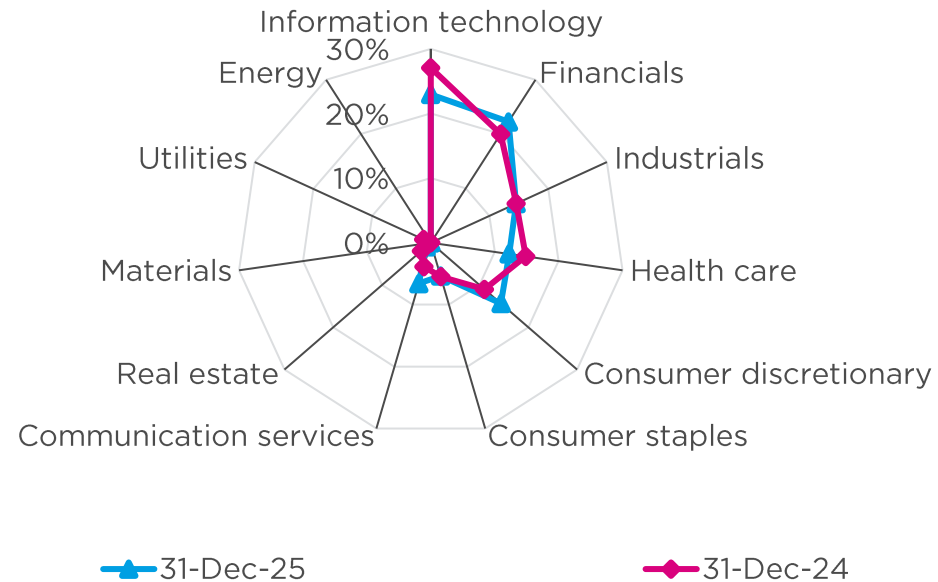 Information technology
30%
Energy
Financials
20%
Utilities
Industrials
10%
0%
Materials
Health care
Real estate
Consumer discretionary
Communication services
Consumer staples
31-Dec-25
31-Dec-24